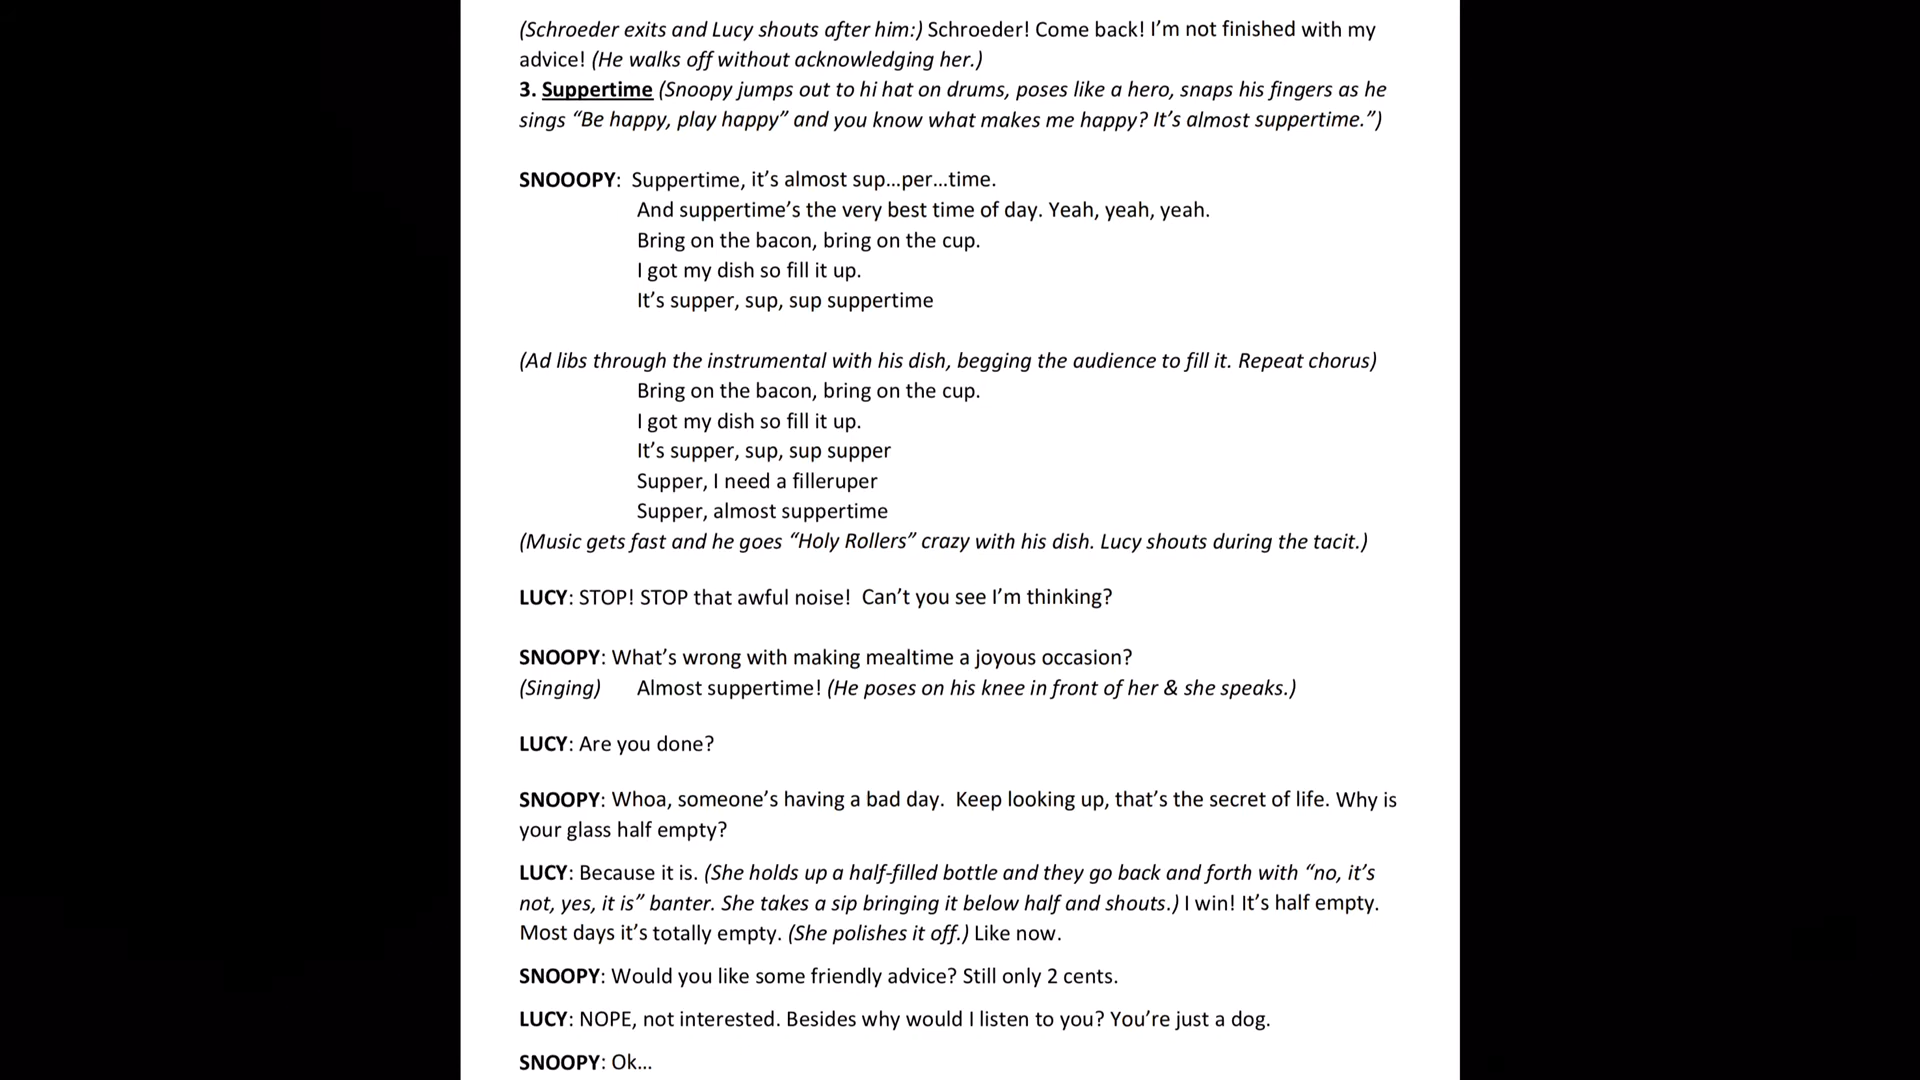 (Schroeder exits and Lucy shouts after him:) Schroeder! Come back! I’m not finished with my
advice! (He walks off without acknowledging her.)
3. Suppertime (Snoopy jumps out to hi hat on drums, poses like a hero, snaps his fingers as he
sings “Be happy, play happy” and you know what makes me happy? It’s almost suppertime.”)
SNOOOPY: Suppertime, it’s almost sup...per...time.
And suppertime’s the very best time of day. Yeah, yeah, yeah.
Bring on the bacon, bring on the cup.
I got my dish so fill it up.
It’s supper, sup, sup suppertime
(Ad libs through the instrumental with his dish, begging the audience to fill it. Repeat chorus)
Bring on the bacon, bring on the cup.
I got my dish so fill it up.
It’s supper, sup, sup supper
Supper, I need a filleruper
Supper, almost suppertime
(Music gets fast and he goes “Holy Rollers” crazy with his dish. Lucy shouts during the tacit.)
LUCY: STOP! STOP that awful noise!  Can’t you see I’m thinking?
SNOOPY: What’s wrong with making mealtime a joyous occasion?
(Singing) Almost suppertime! (He poses on his knee in front of her & she speaks.)
LUCY: Are you done?
SNOOPY: Whoa, someone’s having a bad day.  Keep looking up, that’s the secret of life. Why is
your glass half empty?
LUCY: Because it is. (She holds up a half-filled bottle and they go back and forth with “no, it’s
not, yes, it is” banter. She takes a sip bringing it below half and shouts.) I win! It’s half empty.
Most days it’s totally empty. (She polishes it off.) Like now.
SNOOPY: Would you like some friendly advice? Still only 2 cents.
LUCY: NOPE, not interested. Besides why would I listen to you? You’re just a dog.
SNOOPY: Ok...